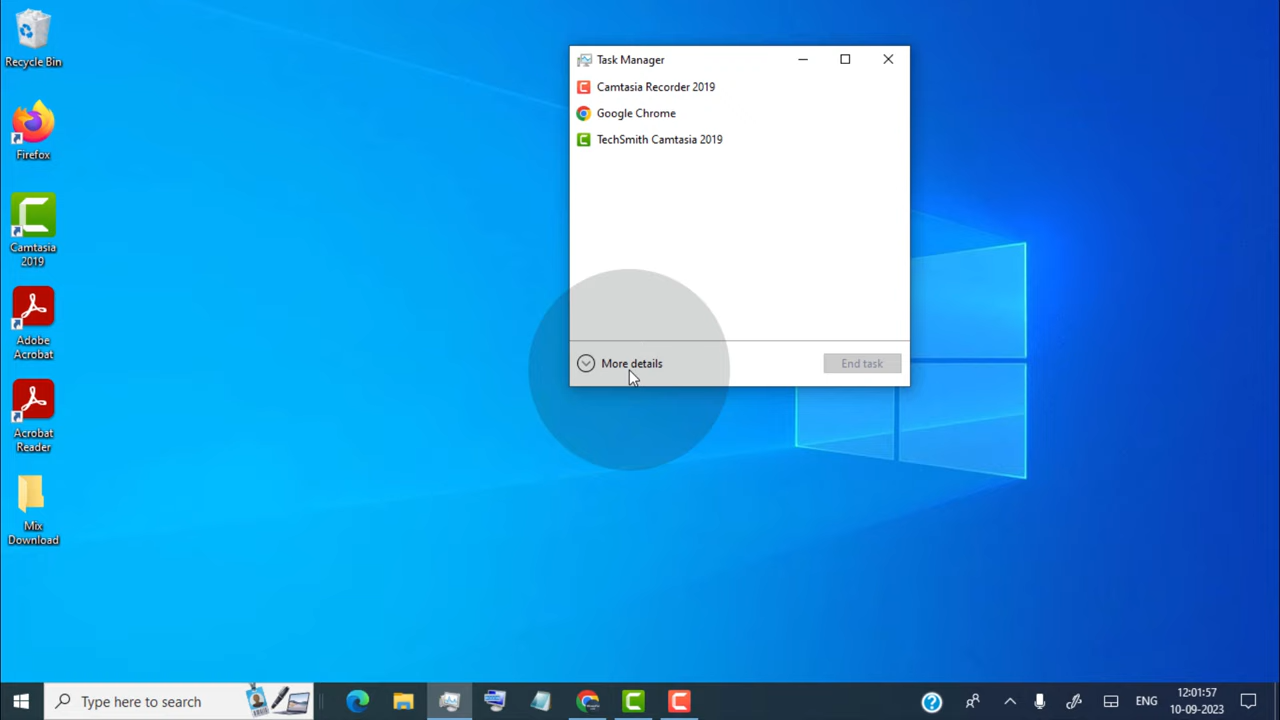 Recycle Bin
Firefox
Camtasia
2019
Adobe
Acrobat
Acrobat
Reader
Mix
Download
Task Manager
Camtasia Recorder 2019
Google Chrome
TechSmith Camtasia 2019
More details
End task
Type here to search
ENG
12:01:57
10-09-2023